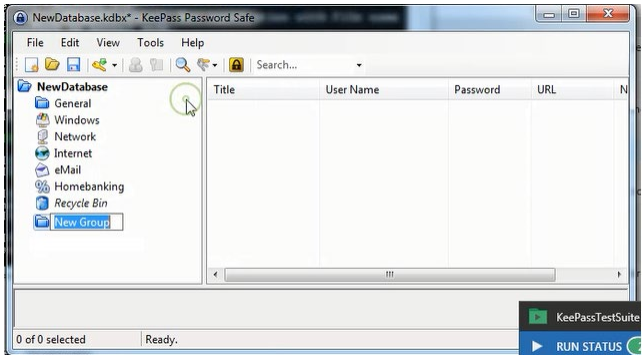 NewDatabase.kdbx* - KeePass Password Safe
File Edit View Tools Help
Search...
NewDatabase
General
Windows
Network
Internet
eMail
Homebanking
Recycle Bin
New Group
Title User Name Password URL N
0 of 0 selected Ready.
KeePassTestSuite
RUN STATUS